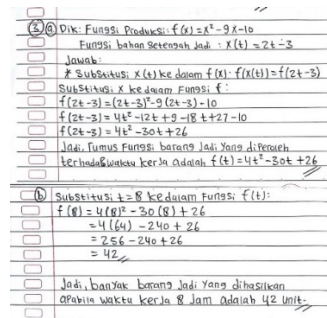 ③ ⓐ Dik: Fungsi Produksi: f(x) = x² - 9x - 10
Fungsi bahan setengah jadi : x(t) = 2t - 3
Jawab:
* Substitusi x(t) ke dalam f(x): f(x(t)) = f(2t-3)
Substitusi x ke dalam Fungsi f:
f(2t-3) = (2t-3)² - 9(2t-3) - 10
f(2t-3) = 4t² - 12t + 9 - 18t + 27 - 10
f(2t-3) = 4t² - 30t + 26
Jadi, rumus Fungsi barang Jadi yang diperoleh
terhadap waktu kerja adalah f(t) = 4t² - 30t + 26
ⓑ Substitusi t = 8 ke dalam Fungsi f(t):
f(8) = 4(8)² - 30(8) + 26
= 4(64) - 240 + 26
= 256 - 240 + 26
= 42
Jadi, banyak barang Jadi yang dihasilkan
apabila waktu kerja 8 Jam adalah 42 unit.